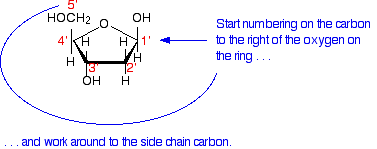 5'
HOCH2 O OH
4' H H 1'
H 3' 2' H
OH H
Start numbering on the carbon
to the right of the oxygen on
the ring . . .
. . . and work around to the side chain carbon.